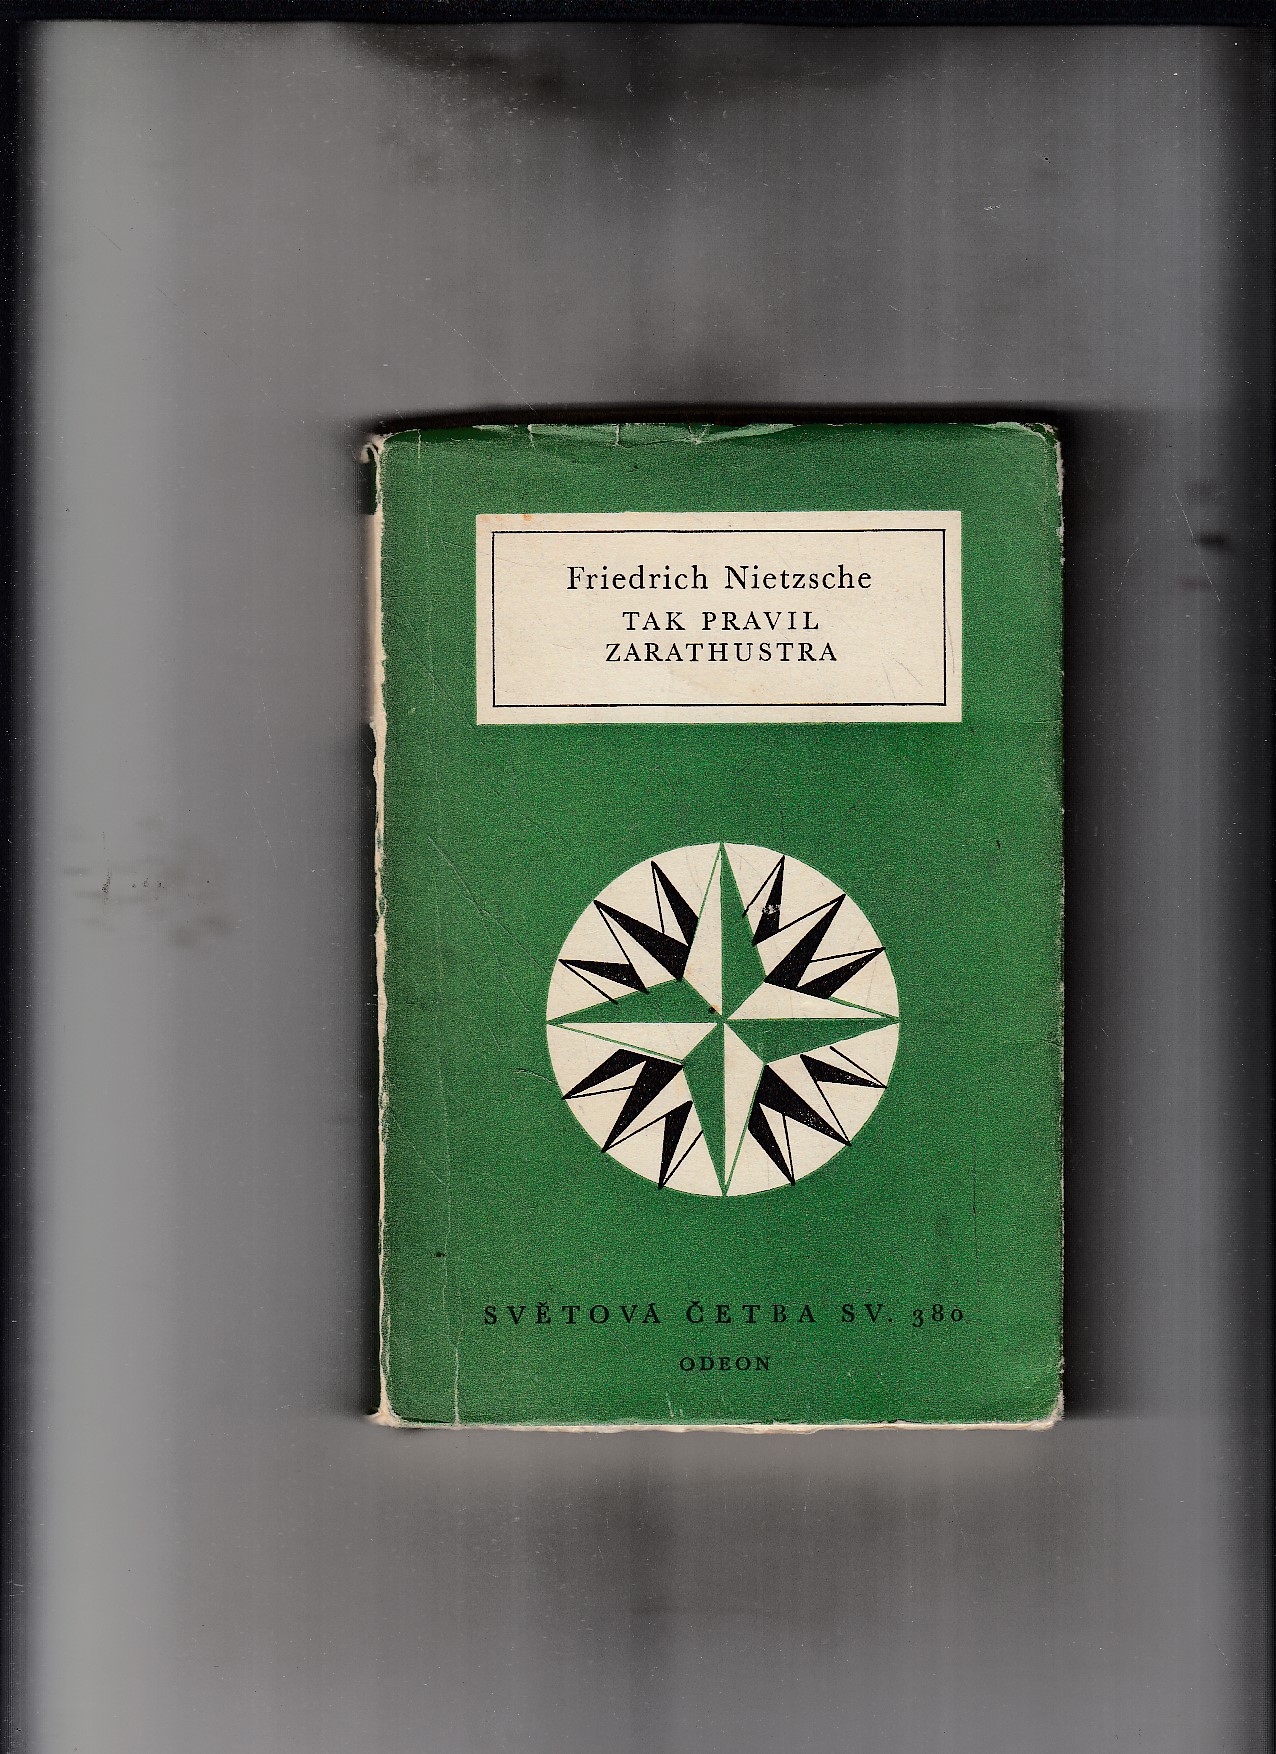 Friedrich Nietzsche
TAK PRAVIL
ZARATHUSTRA
SVĚTOVÁ ČETBA SV. 380
ODEON